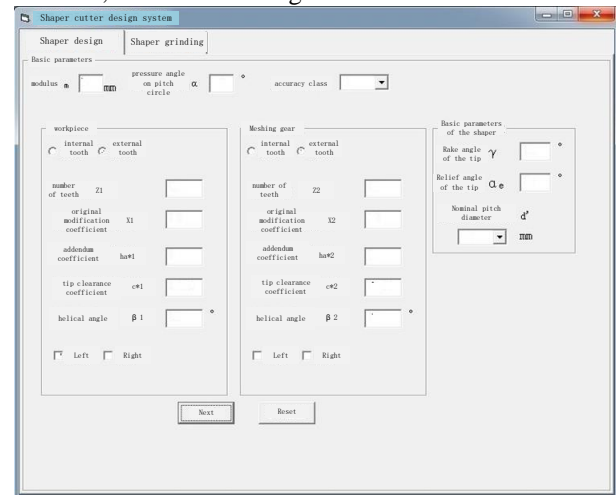 Shaper cutter design system
Shaper design
Shaper grinding
Basic parameters
modulus m mm
pressure angle
on pitch
circle
α °
accuracy class
workpiece
internal
tooth
external
tooth
number
of teeth
Z1
original
modification
coefficient
X1
addendum
coefficient
ha*1
tip clearance
coefficient
c*1
helical angle β 1 °
Left Right
Meshing gear
internal
tooth
external
tooth
number of
teeth
Z2
original
modification
coefficient
X2
addendum
coefficient
ha*2
tip clearance
coefficient
c*2
helical angle β 2 °
Left Right
Basic parameters
of the shaper
Rake angle
of the tip
γ °
Relief angle
of the tip
αe °
Nominal pitch
diameter
d'
mm
Next
Reset